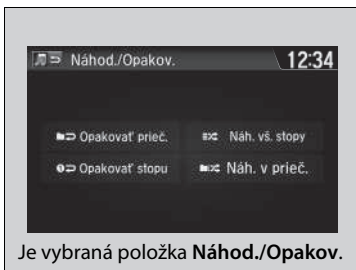 Náhod./Opakov. 12:34
Opakovať prieč. Náh. vš. stopy
Opakovať stopu Náh. v prieč.
Je vybraná položka Náhod./Opakov.